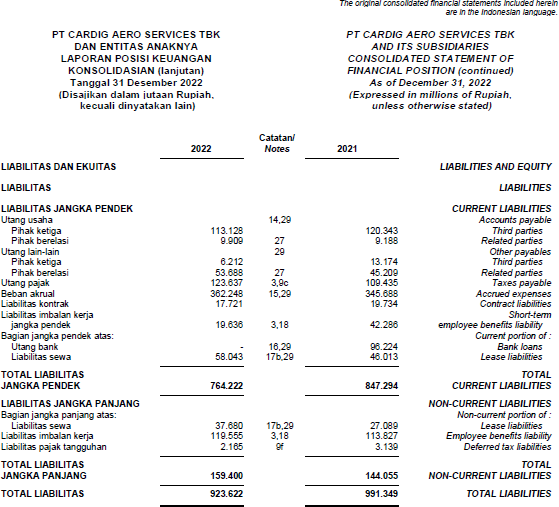 The original consolidated financial statements included herein
are in the Indonesian language.
PT CARDIG AERO SERVICES TBK
DAN ENTITAS ANAKNYA
LAPORAN POSISI KEUANGAN
KONSOLIDASIAN (lanjutan)
Tanggal 31 Desember 2022
(Disajikan dalam jutaan Rupiah,
kecuali dinyatakan lain)
PT CARDIG AERO SERVICES TBK
AND ITS SUBSIDIARIES
CONSOLIDATED STATEMENT OF
FINANCIAL POSITION (continued)
As of December 31, 2022
(Expressed in millions of Rupiah,
unless otherwise stated)
Catatan/
2022 Notes 2021
LIABILITAS DAN EKUITAS LIABILITIES AND EQUITY
LIABILITAS LIABILITIES
LIABILITAS JANGKA PENDEK CURRENT LIABILITIES
Utang usaha 14,29 Accounts payable
Pihak ketiga 113.128 120.343 Third parties
Pihak berelasi 9.909 27 9.188 Related parties
Utang lain-lain 29 Other payables
Pihak ketiga 6.212 13.174 Third parties
Pihak berelasi 53.688 27 45.209 Related parties
Utang pajak 123.637 3,9c 109.435 Taxes payable
Beban akrual 362.248 15,29 345.688 Accrued expenses
Liabilitas kontrak 17.721 19.734 Contract liabilities
Liabilitas imbalan kerja Short-term
jangka pendek 19.636 3,18 42.286 employee benefits liability
Bagian jangka pendek atas: Current portion of :
Utang bank - 16,29 96.224 Bank loans
Liabilitas sewa 58.043 17b,29 46.013 Lease liabilities
TOTAL LIABILITAS TOTAL
JANGKA PENDEK 764.222 847.294 CURRENT LIABILITIES
LIABILITAS JANGKA PANJANG NON-CURRENT LIABILITIES
Bagian jangka panjang atas: Non-current portion of :
Liabilitas sewa 37.680 17b,29 27.089 Lease liabilities
Liabilitas imbalan kerja 119.555 3,18 113.827 Employee benefits liability
Liabilitas pajak tangguhan 2.165 9f 3.139 Deferred tax liabilities
TOTAL LIABILITAS TOTAL
JANGKA PANJANG 159.400 144.055 NON-CURRENT LIABILITIES
TOTAL LIABILITAS 923.622 991.349 TOTAL LIABILITIES